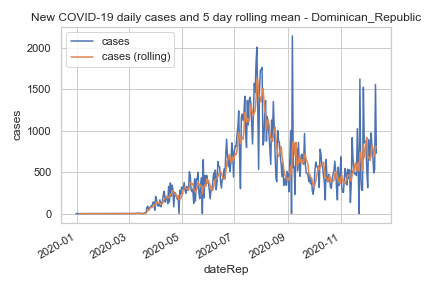 New COVID-19 daily cases and 5 day rolling mean - Dominican_Republic
cases
cases (rolling)
2000
1500
1000
500
0
cases
2020-01
2020-03
2020-05
2020-07
2020-09
2020-11
dateRep